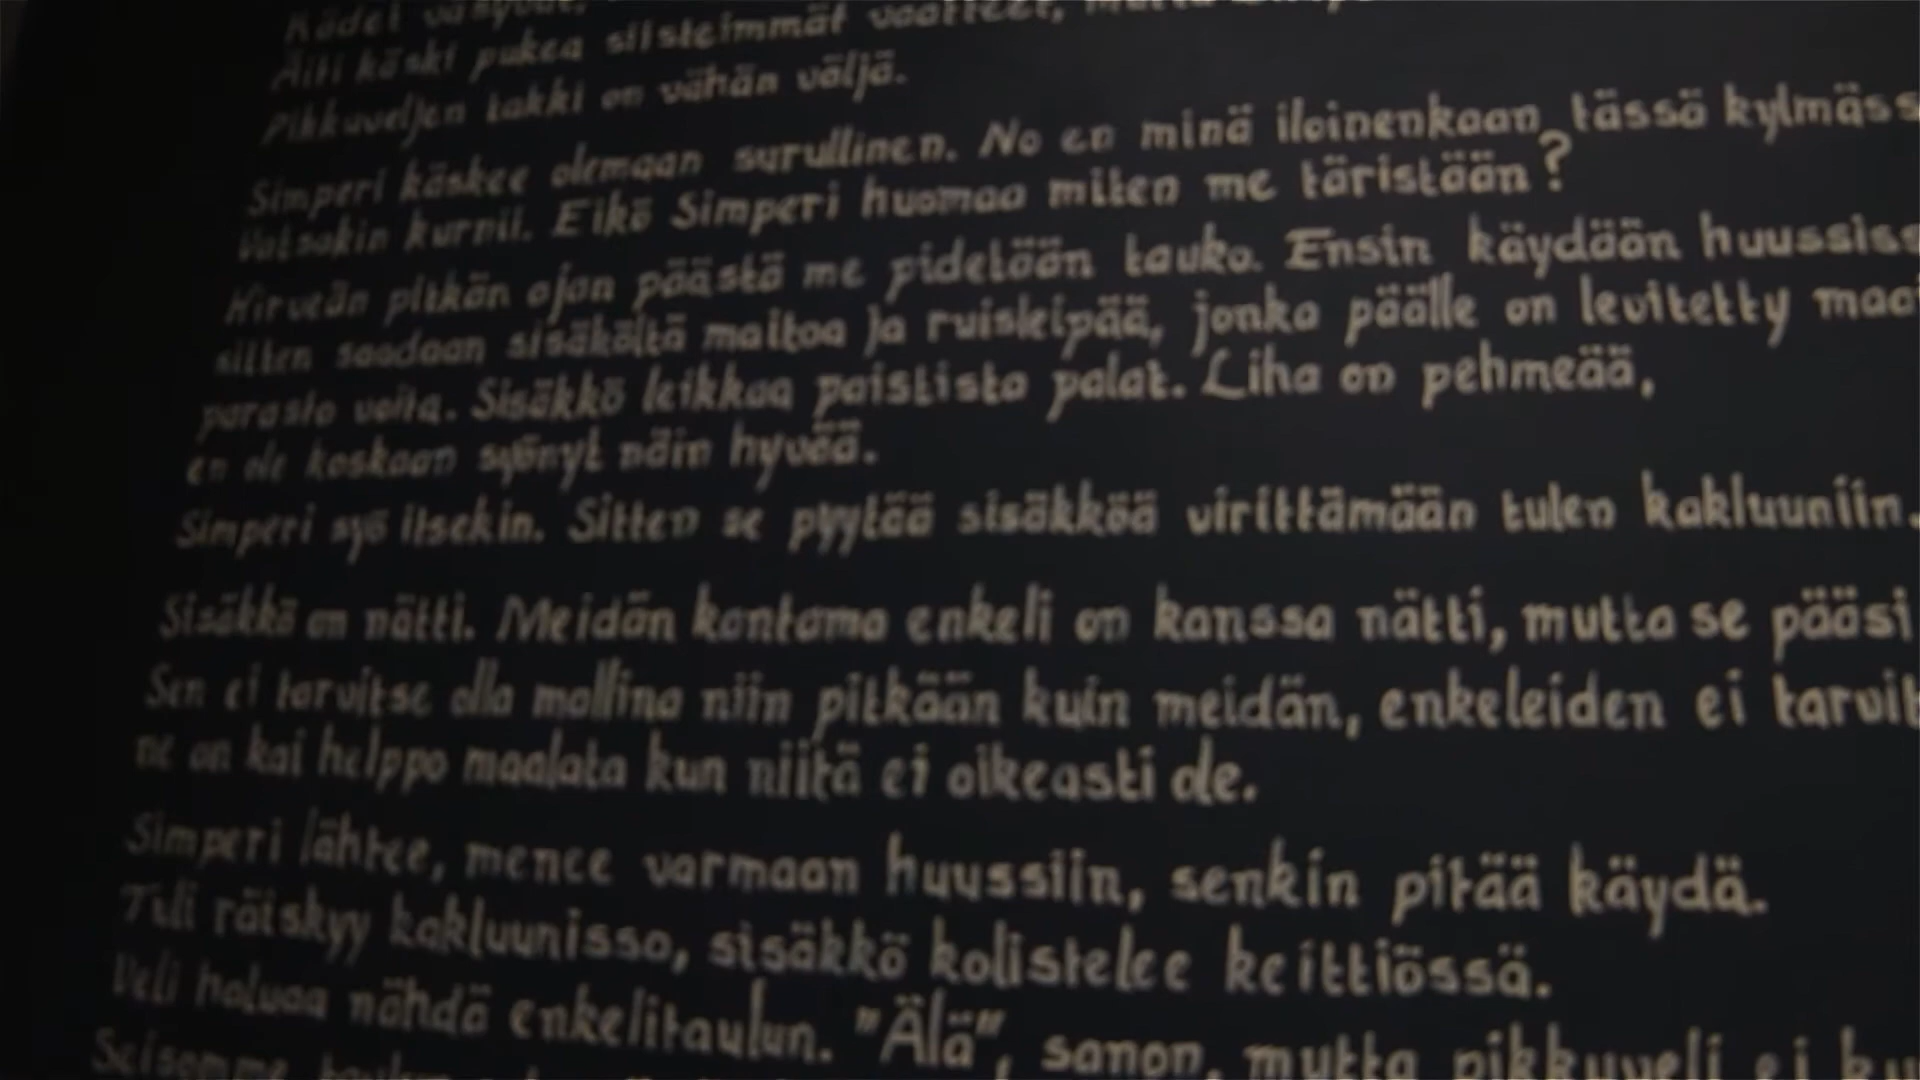 Kädet väsyvät.
Äiti käski pukea siisteimmät vaatteet,
Pikkuveljen takki on vähän väljä.
Simperi käskee olemaan surullinen. No en minä iloinenkaan, tässä
Vatsakin kurnii. Eikö Simperi huomaa miten me täristään?
Hirveän pitkän ajan päästä me pidetään tauko. Ensin käydään
sitten saadaan sisäköltä maitoa ja ruisleipää, jonka päälle on levitetty
parasta voita. Sisäkkö leikkaa paistista palat. Liha on pehmeää,
en ole koskaan syönyt näin hyvää.
Simperi syö itsekin. Sitten se pyytää sisäkköä virittämään tulen kakluuniin.
Sisäkkö on nätti. Meidän kantama enkeli on kanssa nätti, mutta se pääsi
Sen ei tarvitse olla mallina niin pitkään kuin meidän, enkeleiden ei
ne on kai helppo maalata kun niitä ei oikeasti ole.
Simperi lähtee, menee varmaan huussiin, senkin pitää käydä.
Tuli räiskyy kakluunissa, sisäkkö kolistelee keittiössä.
Veli haluaa nähdä enkelitaulun. "Älä", sanon, mutta pikkuveli ei
Seisomme